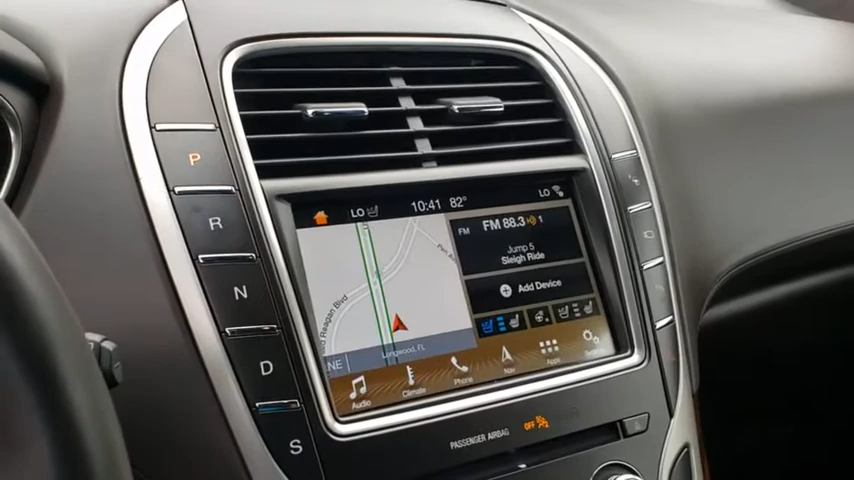 P
R
N
D
S
LO 10:41 82° LO
FM FM 88.3 1
Jump 5
Sleigh Ride
Add Device
Reagan Blvd
NE
Longwood, FL
Audio
Climate
Phone
Nav
Apps
Settings
PASSENGER AIRBAG OFF